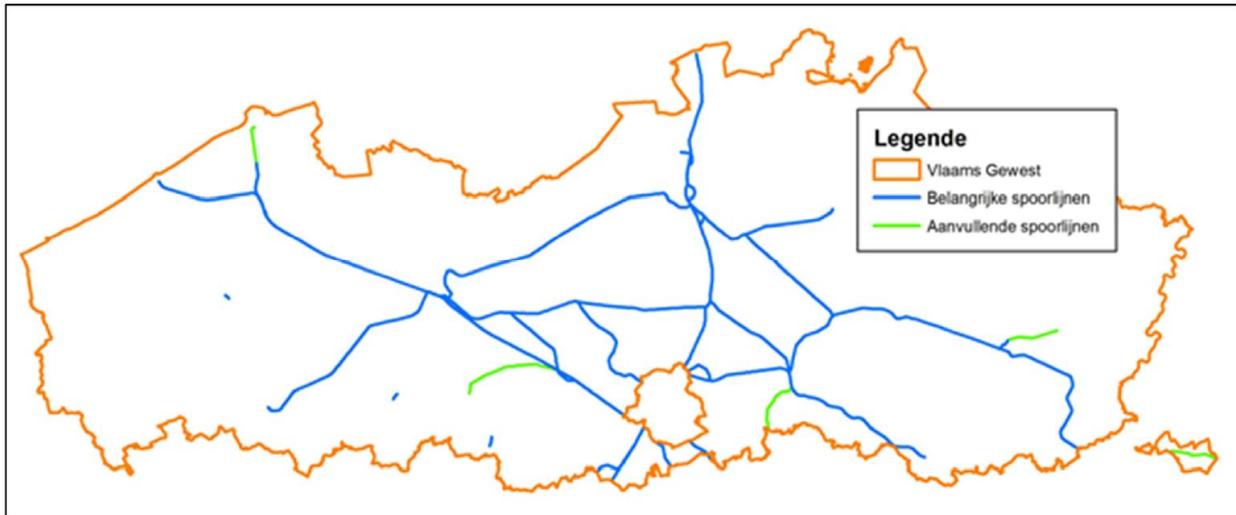 Legende
Vlaams Gewest
Belangrijke spoorlijnen
Aanvullende spoorlijnen